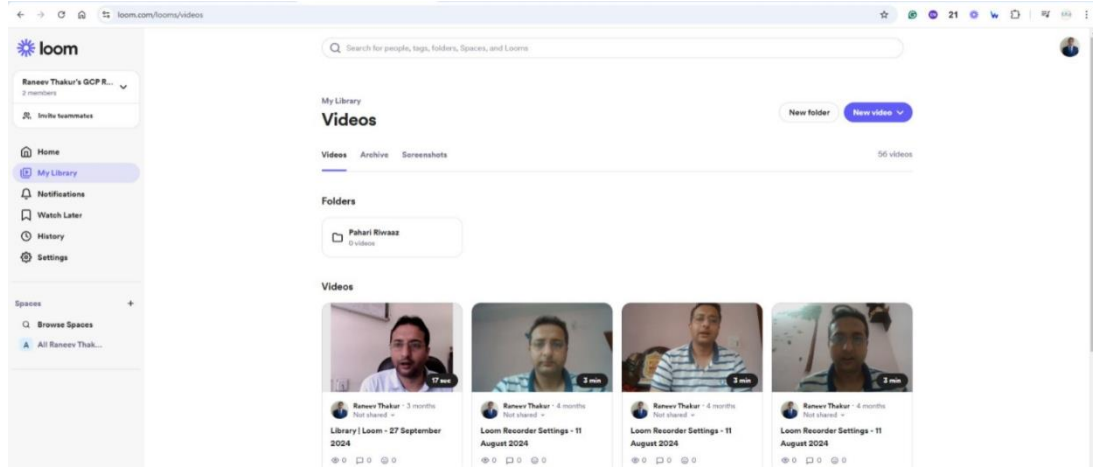 loom.com/looms/videos
21
loom
Search for people, tags, folders, Spaces, and Looms
Raneev Thakur's GCP R...
2 members
Invite teammates
Home
My Library
Notifications
Watch Later
History
Settings
Spaces
+
Browse Spaces
A All Raneev Thak...
My Library
Videos
New folder
New video
Videos Archive Screenshots
56 videos
Folders
Pahari Riwaaz
0 videos
Videos
17 sec
Raneev Thakur · 3 months
Not shared
Library | Loom - 27 September
2024
0 0 0
3 min
Raneev Thakur · 4 months
Not shared
Loom Recorder Settings - 11
August 2024
0 0 0
3 min
Raneev Thakur · 4 months
Not shared
Loom Recorder Settings - 11
August 2024
0 0 0
3 min
Raneev Thakur · 4 months
Not shared
Loom Recorder Settings - 11
August 2024
0 0 0